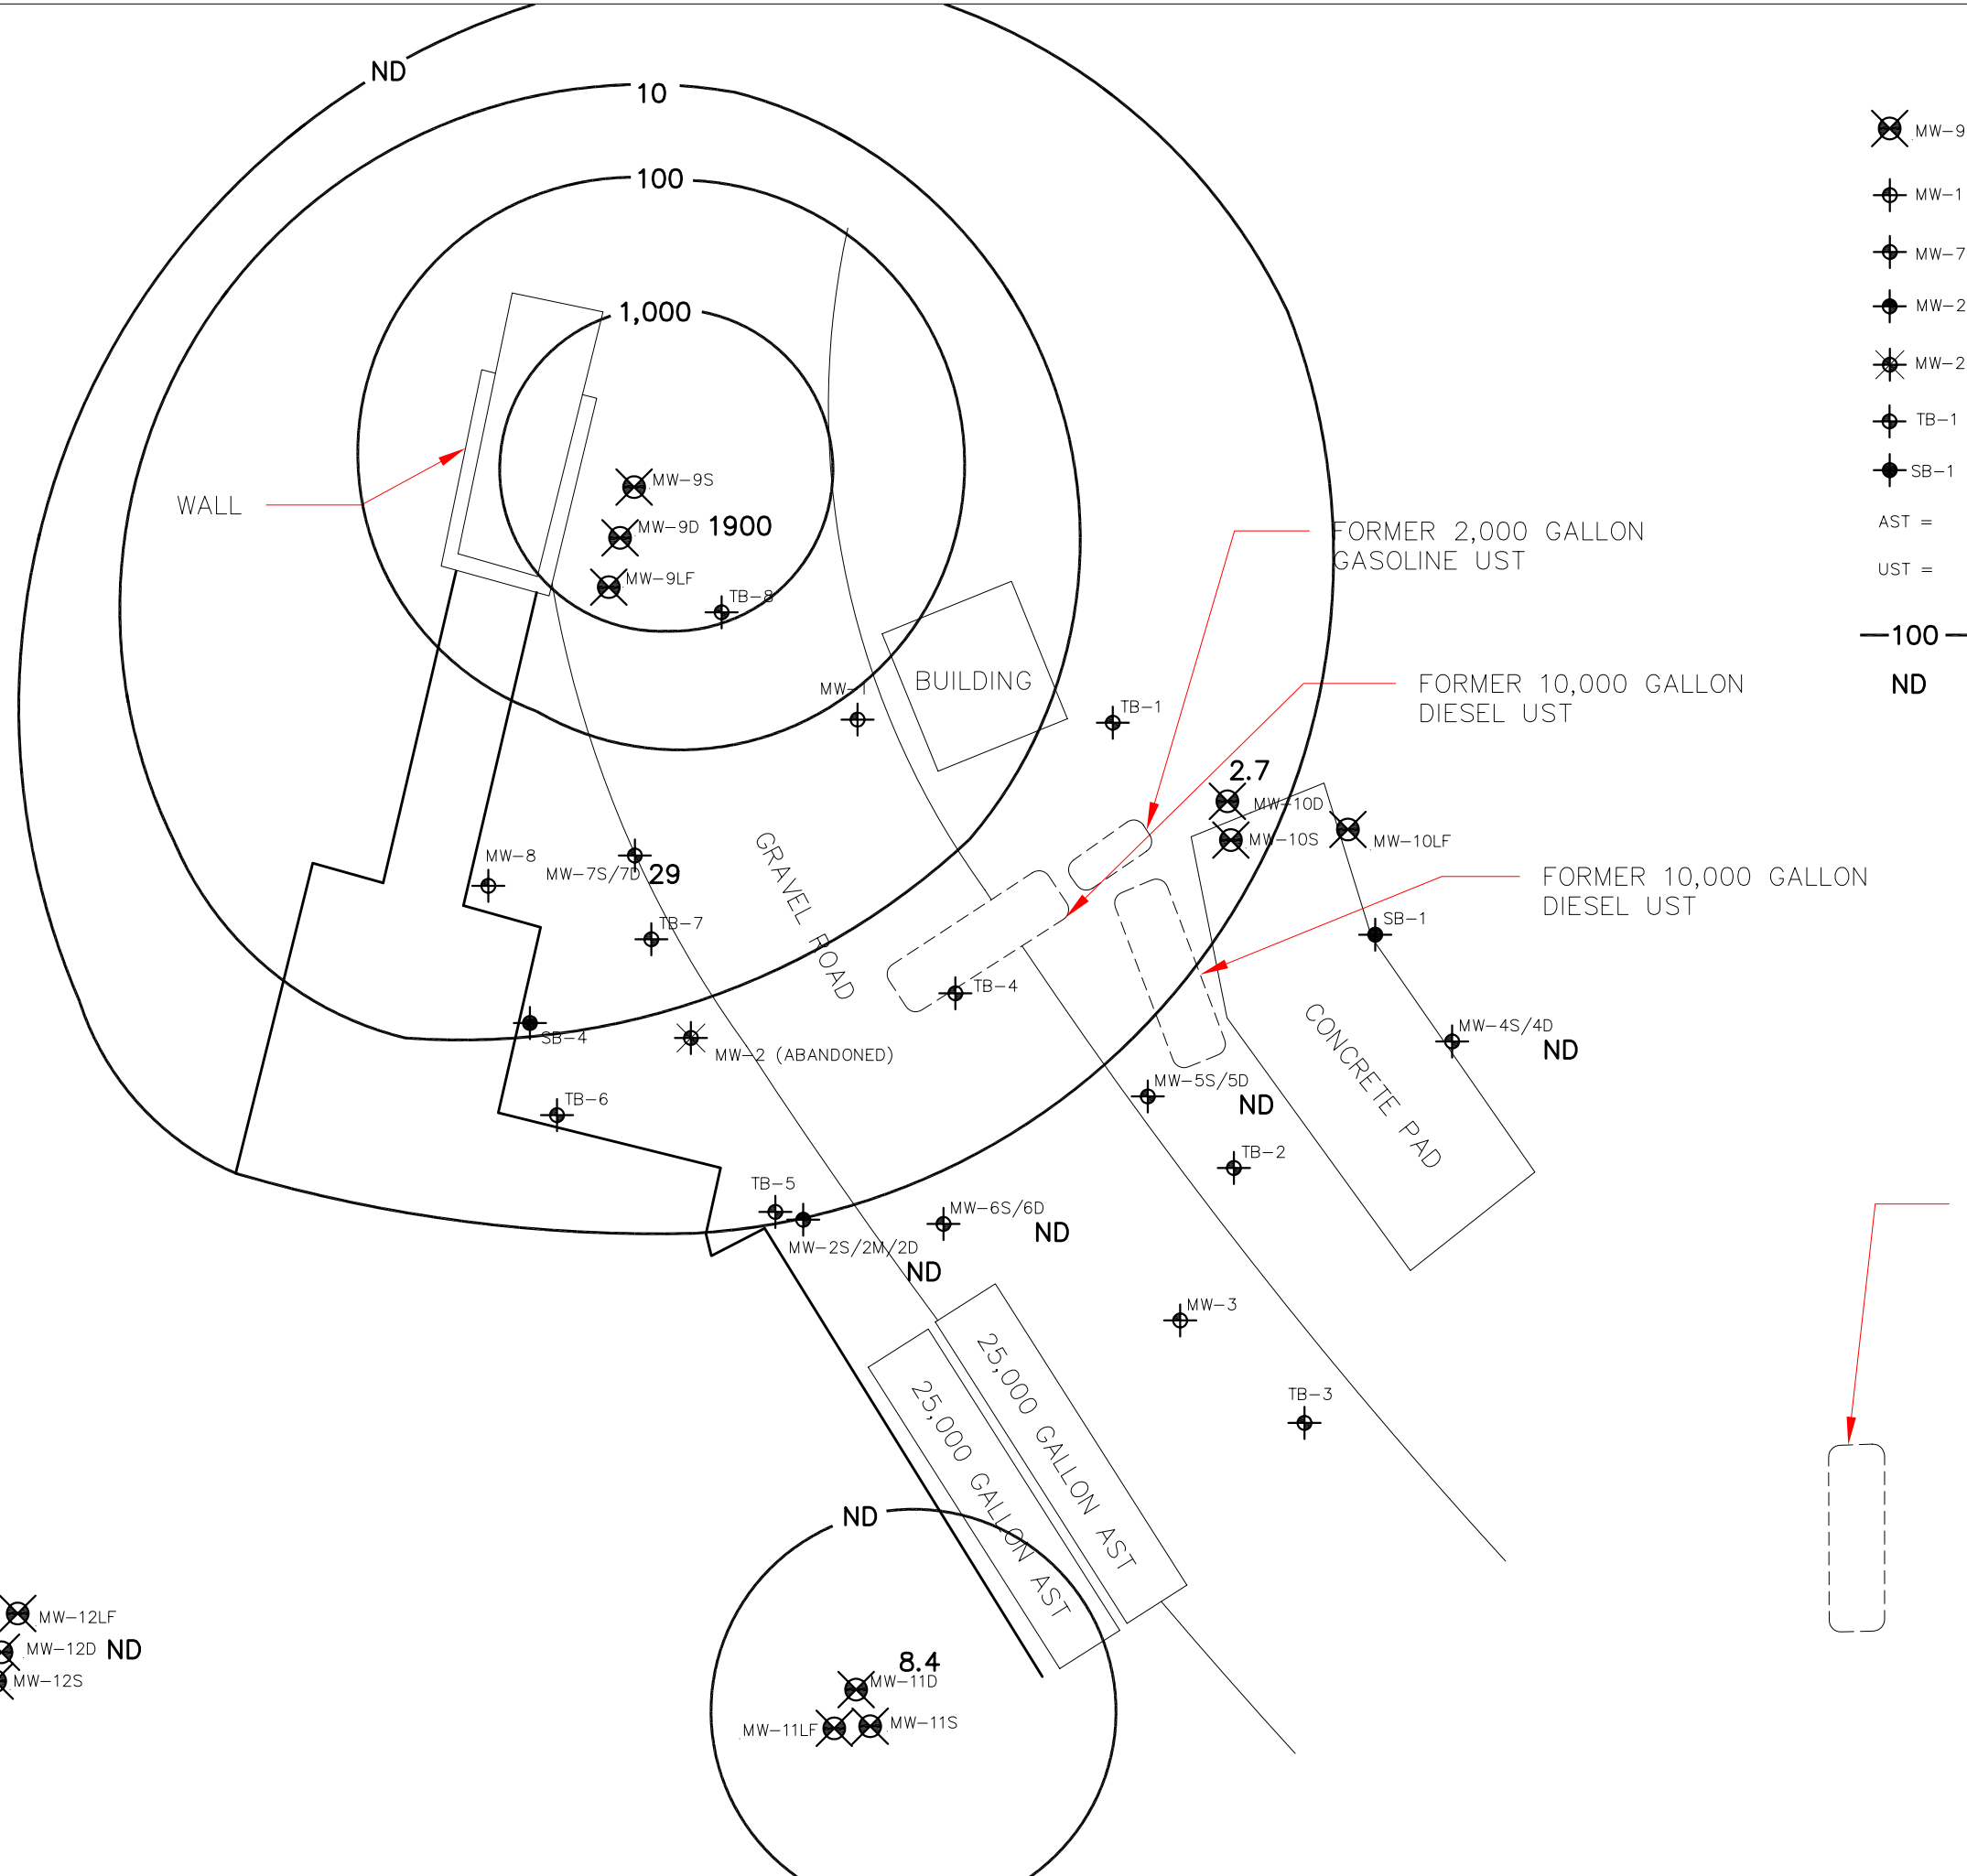 ND
10
100
1,000
MW-9
MW-1
MW-7
MW-2
MW-2
TB-1
SB-1
AST =
UST =
100
ND
WALL
MW-9S
MW-9D 1900
MW-9LF
TB-8
FORMER 2,000 GALLON
GASOLINE UST
BUILDING
MW-1
TB-1
FORMER 10,000 GALLON
DIESEL UST
2.7
MW-10D
MW-10S
MW-10LF
FORMER 10,000 GALLON
DIESEL UST
GRAVEL ROAD
MW-8
MW-7S/7D 29
TB-7
SB-1
TB-4
SB-4
MW-2 (ABANDONED)
CONCRETE PAD
MW-4S/4D
ND
MW-5S/5D
ND
TB-6
TB-2
TB-5
MW-2S/2M/2D
ND
MW-6S/6D
ND
MW-3
TB-3
25,000 GALLON AST
25,000 GALLON AST
ND
8.4
MW-11D
MW-11LF
MW-11S
MW-12LF
MW-12D ND
MW-12S